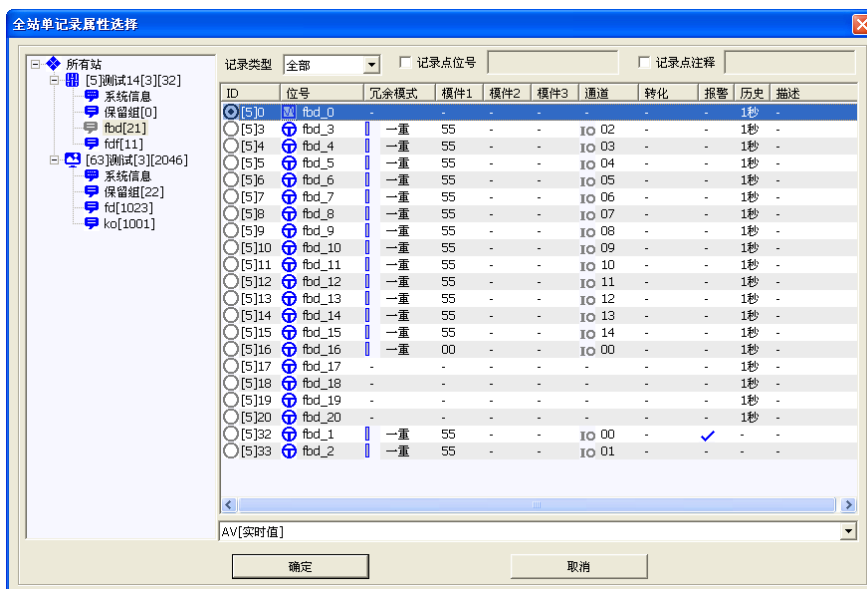 全站单记录属性选择
所有站
[5]测试14[3][32]
系统信息
保留组[0]
fbd[21]
fdf[11]
[63]测试[3][2046]
系统信息
保留组[22]
fd[1023]
ko[1001]
记录类型 全部 记录点位号 记录点注释
ID 位号 冗余模式 模件1 模件2 模件3 通道 转化 报警 历史 描述
[5]0 fbd_0 - - - - - - - 1秒 -
[5]3 fbd_3 一重 55 - - IO 02 - - 1秒 -
[5]4 fbd_4 一重 55 - - IO 03 - - 1秒 -
[5]5 fbd_5 一重 55 - - IO 04 - - 1秒 -
[5]6 fbd_6 一重 55 - - IO 05 - - 1秒 -
[5]7 fbd_7 一重 55 - - IO 06 - - 1秒 -
[5]8 fbd_8 一重 55 - - IO 07 - - 1秒 -
[5]9 fbd_9 一重 55 - - IO 08 - - 1秒 -
[5]10 fbd_10 一重 55 - - IO 09 - - 1秒 -
[5]11 fbd_11 一重 55 - - IO 10 - - 1秒 -
[5]12 fbd_12 一重 55 - - IO 11 - - 1秒 -
[5]13 fbd_13 一重 55 - - IO 12 - - 1秒 -
[5]14 fbd_14 一重 55 - - IO 13 - - 1秒 -
[5]15 fbd_15 一重 55 - - IO 14 - - 1秒 -
[5]16 fbd_16 一重 00 - - IO 00 - - 1秒 -
[5]17 fbd_17 - - - - - - - 1秒 -
[5]18 fbd_18 - - - - - - - 1秒 -
[5]19 fbd_19 - - - - - - - 1秒 -
[5]20 fbd_20 - - - - - - - 1秒 -
[5]32 fbd_1 一重 55 - - IO 00 - ✓ - -
[5]33 fbd_2 一重 55 - - IO 01 - - - -
AV[实时值]
确定 取消